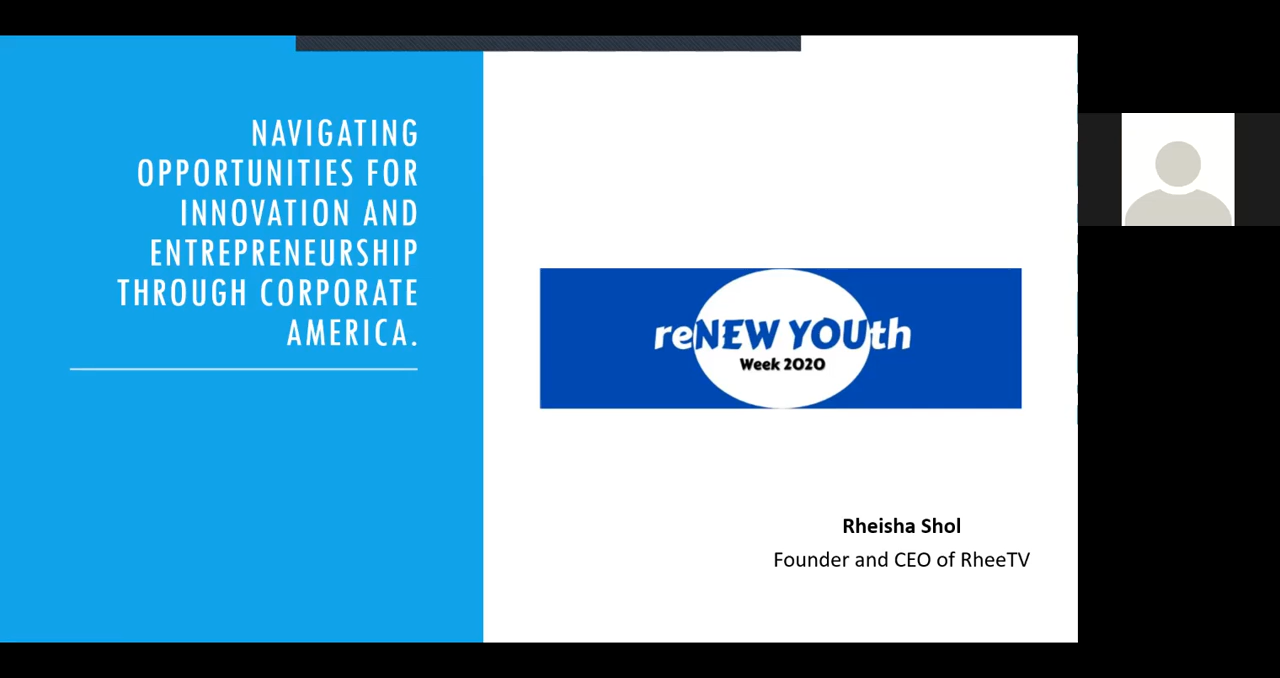 NAVIGATING
OPPORTUNITIES FOR
INNOVATION AND
ENTREPRENEURSHIP
THROUGH CORPORATE
AMERICA.
reNEW YOUth
Week 2020
Rheisha Shol
Founder and CEO of RheeTV